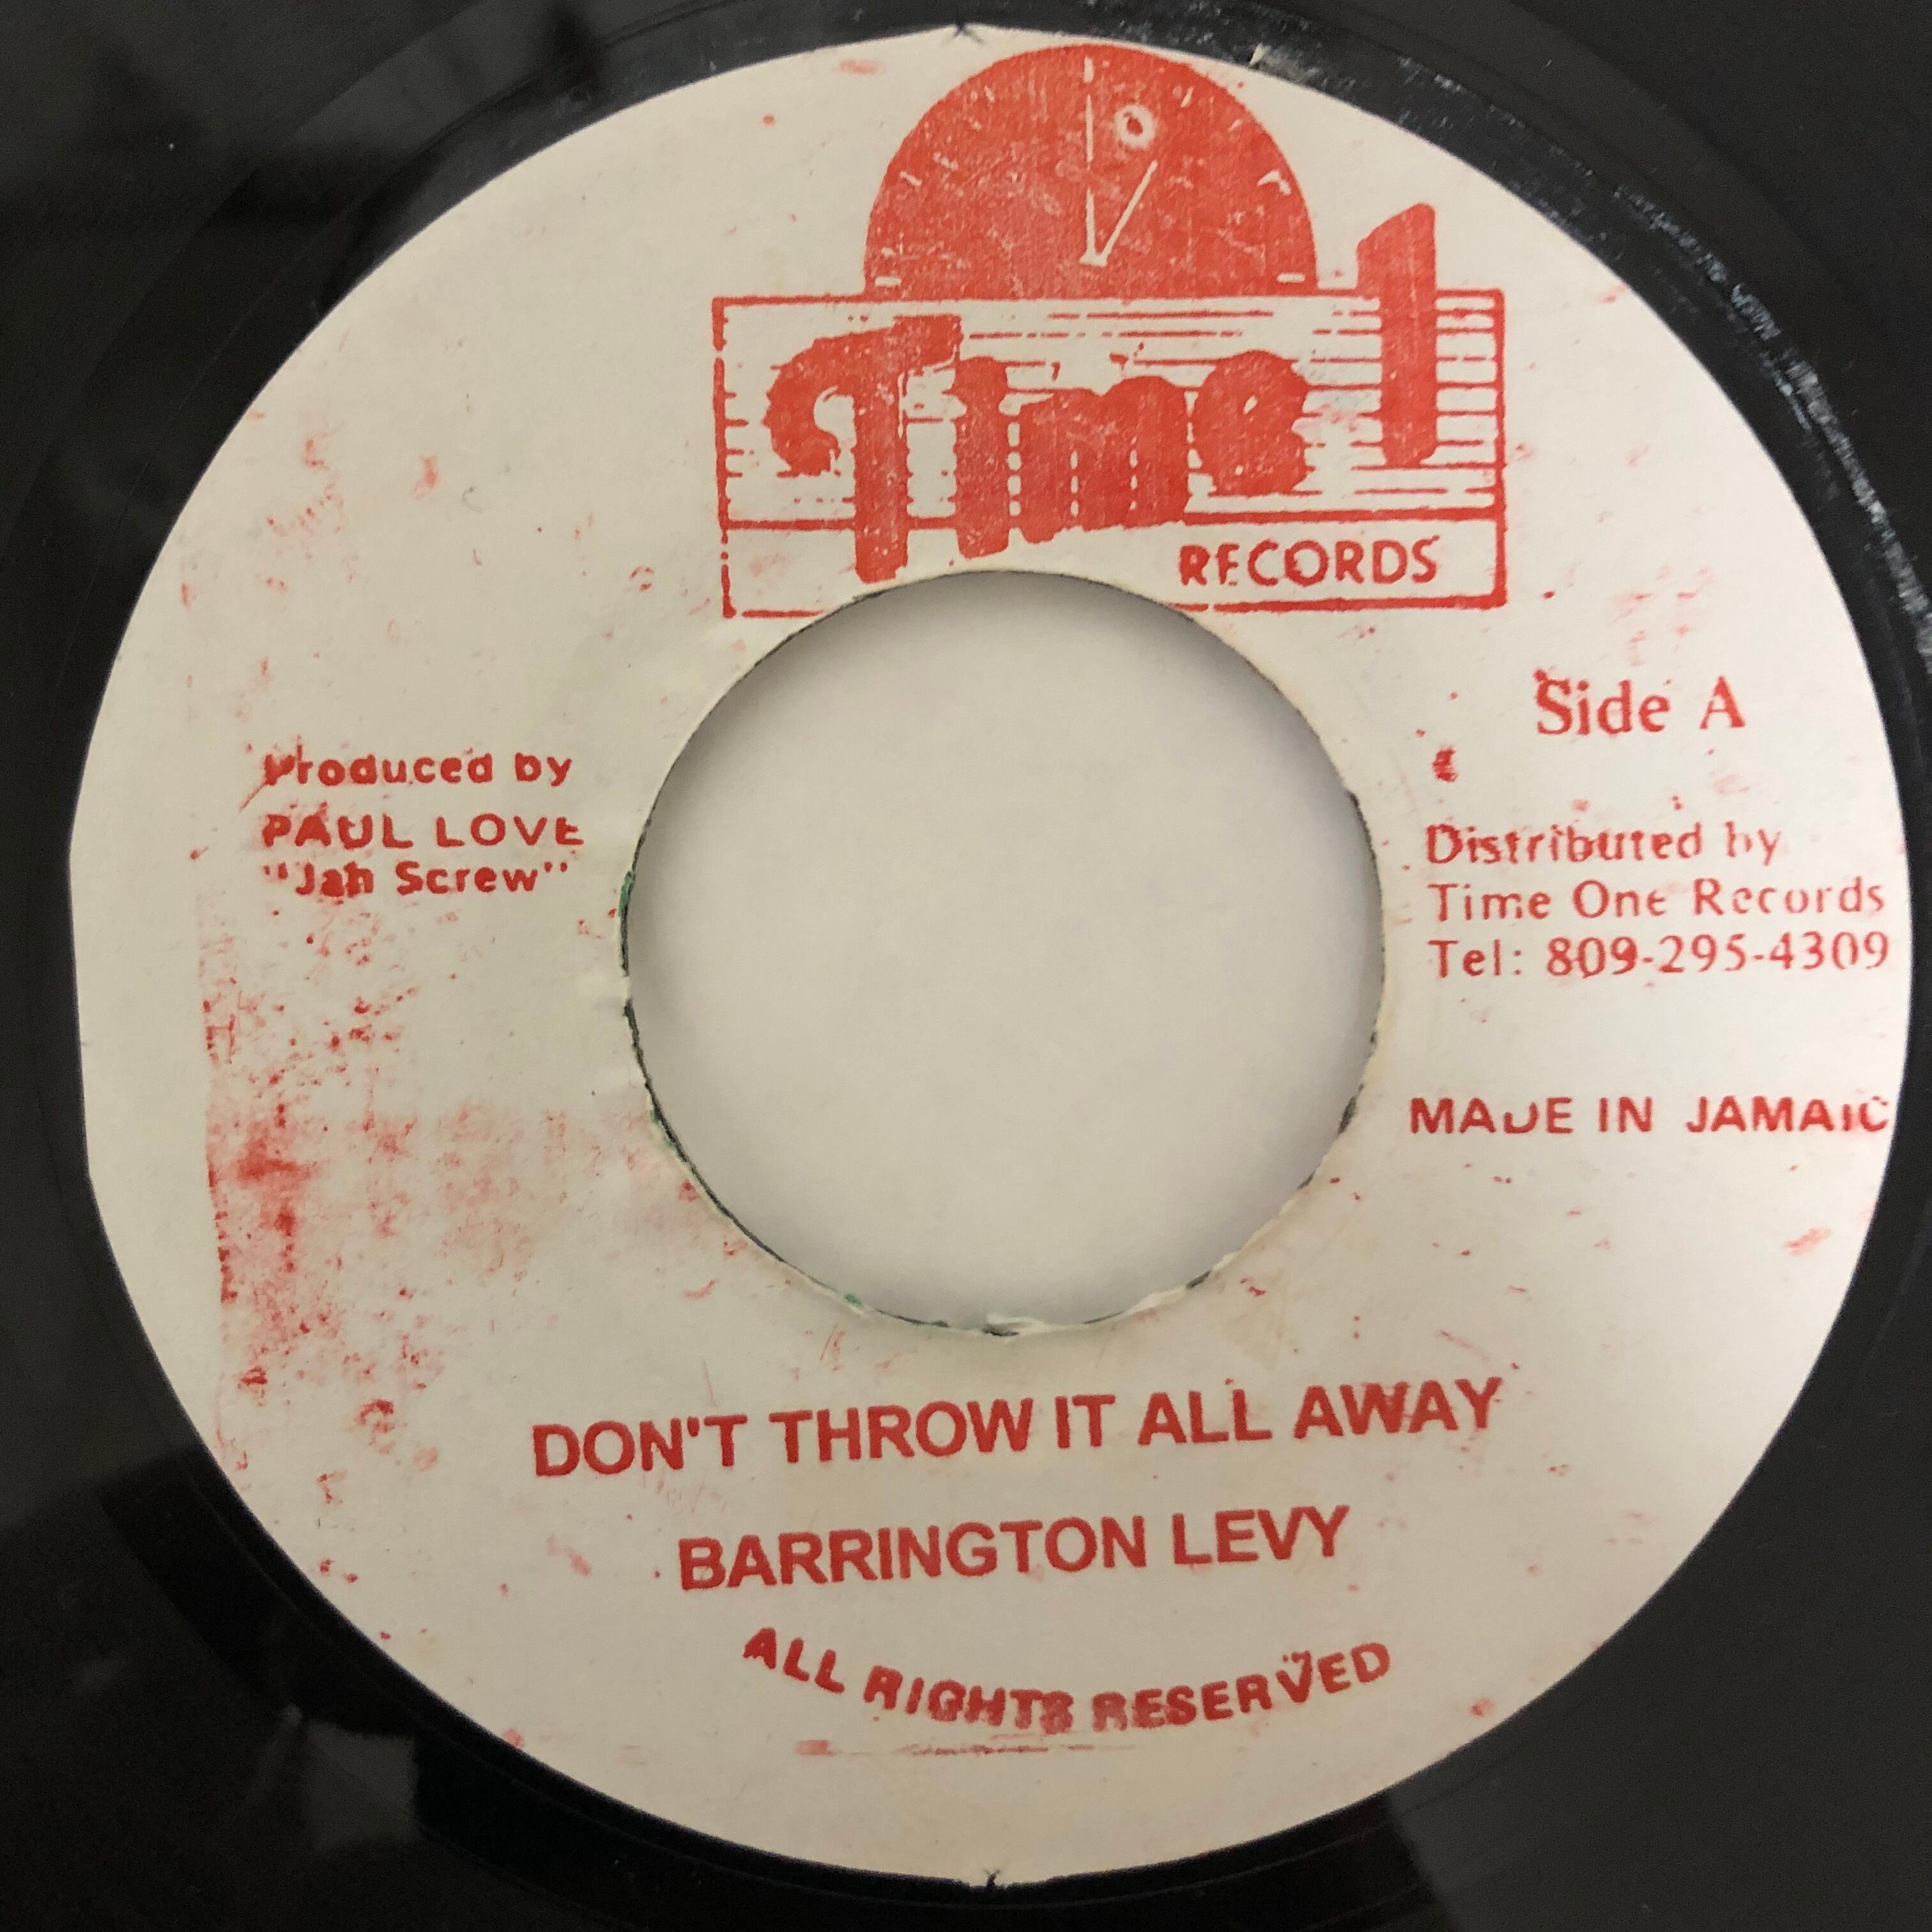 Time 1
RECORDS
Side A
Produced by
PAUL LOVE
"Jah Screw"
Distributed by
Time One Records
Tel: 809-295-4309
MADE IN JAMAIC
DON'T THROW IT ALL AWAY
BARRINGTON LEVY
ALL RIGHTS RESERVED